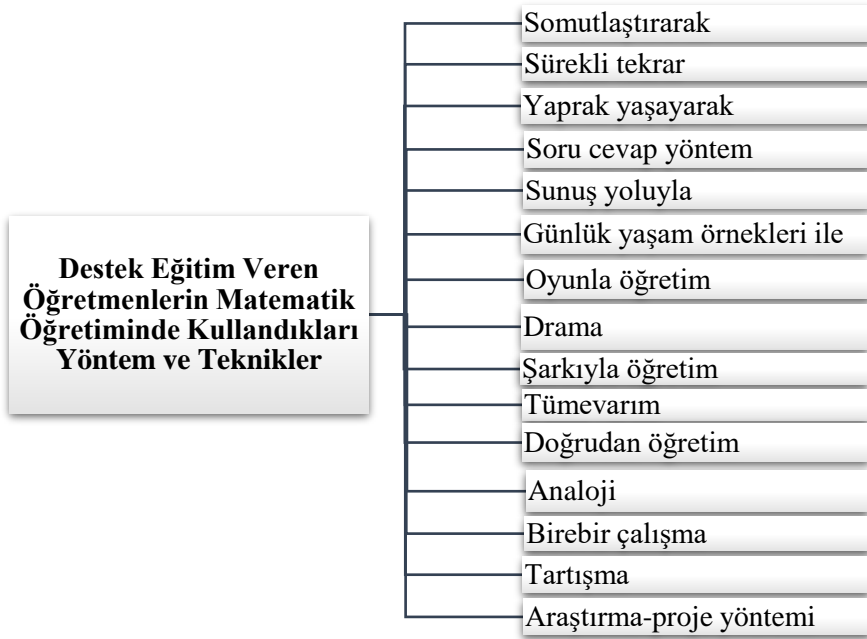 Destek Eğitim Veren
Öğretmenlerin Matematik
Öğretiminde Kullandıkları
Yöntem ve Teknikler
Somutlaştırarak
Sürekli tekrar
Yaprak yaşayarak
Soru cevap yöntem
Sunuş yoluyla
Günlük yaşam örnekleri ile
Oyunla öğretim
Drama
Şarkıyla öğretim
Tümevarım
Doğrudan öğretim
Analoji
Birebir çalışma
Tartışma
Araştırma-proje yöntemi